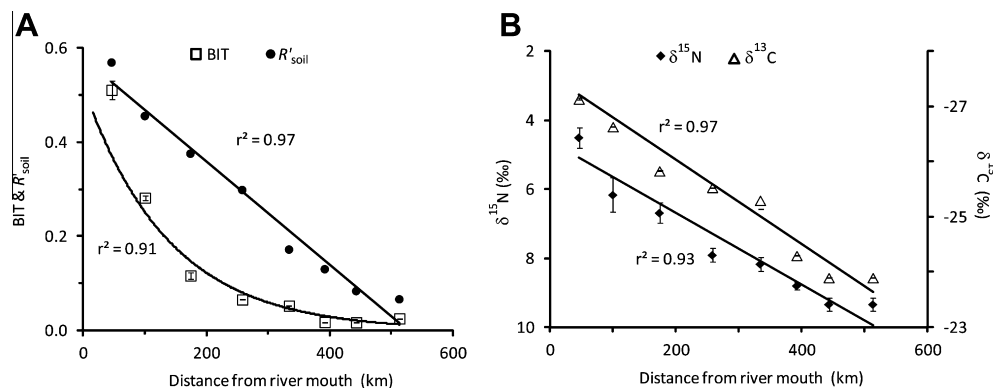 A
BIT
R'soil
0.6
0.4
0.2
0.0
BIT & R'soil
r² = 0.97
r² = 0.91
0
200
400
600
Distance from river mouth (km)
B
δ¹⁵N
δ¹³C
2
4
6
8
10
δ¹⁵N (‰)
r² = 0.97
r² = 0.93
-27
-25
-23
δ C (‰)
0
200
400
600
Distance from river mouth (km)